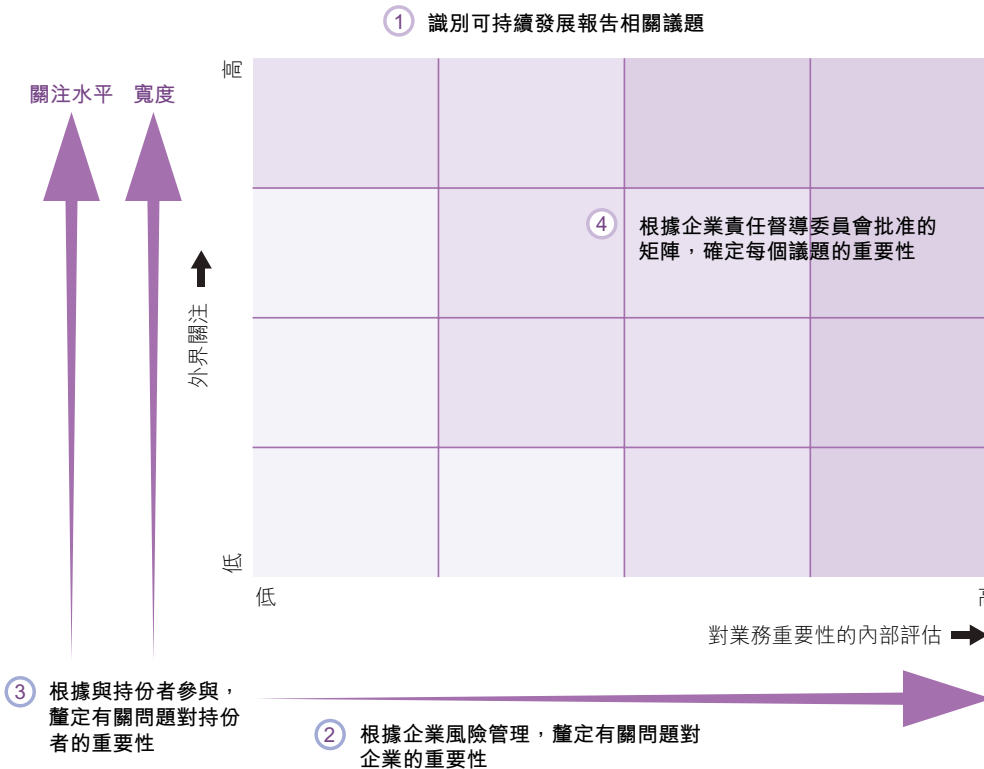 1 識別可持續發展報告相關議題
關注水平 寬度
高
4 根據企業責任督導委員會批准的
矩陣，確定每個議題的重要性
外界關注
低
低
對業務重要性的內部評估
3 根據與持份者參與，
釐定有關問題對持份
者的重要性
2 根據企業風險管理，釐定有關問題對
企業的重要性